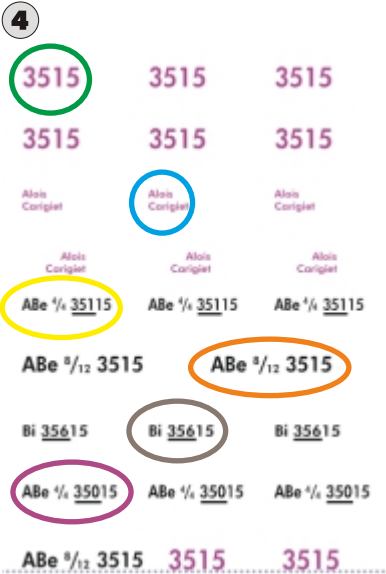 4
3515 3515 3515
3515 3515 3515
Alois Alois Alois
Carigiet Carigiet Carigiet
Alois Alois Alois
Carigiet Carigiet Carigiet
ABe 4/4 35115 ABe 4/4 35115 ABe 4/4 35115
ABe 8/12 3515 ABe 8/12 3515
Bi 35615 Bi 35615 Bi 35615
ABe 4/4 35015 ABe 4/4 35015 ABe 4/4 35015
ABe 8/12 3515 3515 3515